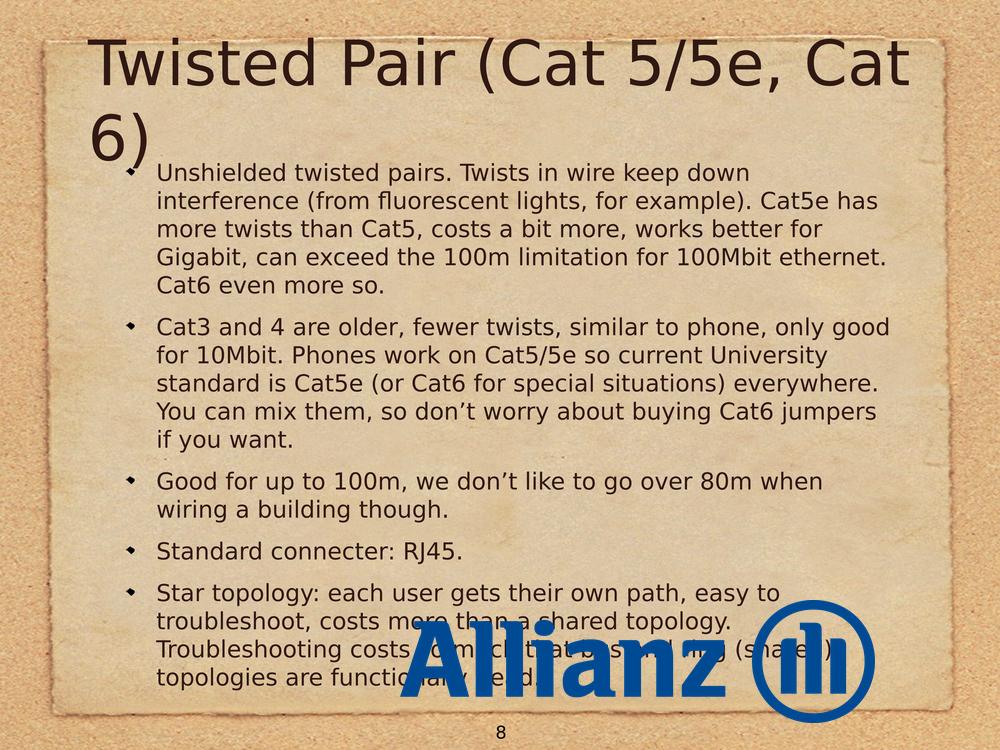 Twisted Pair (Cat 5/5e, Cat
6)
Unshielded twisted pairs. Twists in wire keep down
interference (from fluorescent lights, for example). Cat5e has
more twists than Cat5, costs a bit more, works better for
Gigabit, can exceed the 100m limitation for 100Mbit ethernet.
Cat6 even more so.
Cat3 and 4 are older, fewer twists, similar to phone, only good
for 10Mbit. Phones work on Cat5/5e so current University
standard is Cat5e (or Cat6 for special situations) everywhere.
You can mix them, so don’t worry about buying Cat6 jumpers
if you want.
Good for up to 100m, we don’t like to go over 80m when
wiring a building though.
Standard connecter: RJ45.
Star topology: each user gets their own path, easy to
troubleshoot, costs more than a shared topology.
Troubleshooting costs so much that bus and ring (shared)
topologies are functionally dead.
Allianz
8